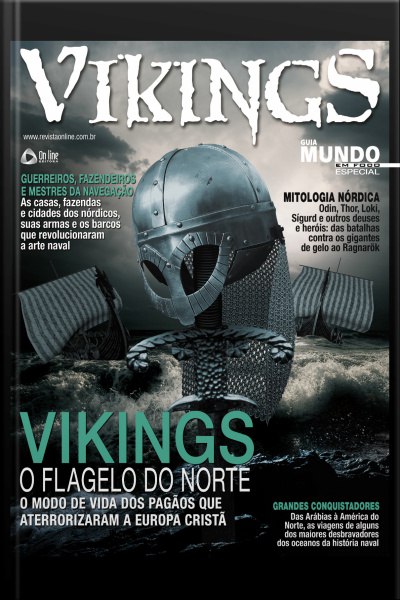 VIKINGS
www.revistaonline.com.br
On line
EDITORA
GUIA
MUNDO
EM FOCO
ESPECIAL
GUERREIROS, FAZENDEIROS
E MESTRES DA NAVEGAÇÃO
As casas, fazendas
e cidades dos nórdicos,
suas armas e os barcos
que revolucionaram
a arte naval
MITOLOGIA NÓRDICA
Odin, Thor, Loki,
Sigurd e outros deuses
e heróis: das batalhas
contra os gigantes
de gelo ao Ragnarök
VIKINGS
O FLAGELO DO NORTE
O MODO DE VIDA DOS PAGÃOS QUE
ATERRORIZARAM A EUROPA CRISTÃ
GRANDES CONQUISTADORES
Das Arábias à América do
Norte, as viagens de alguns
dos maiores desbravadores
dos oceanos da história naval